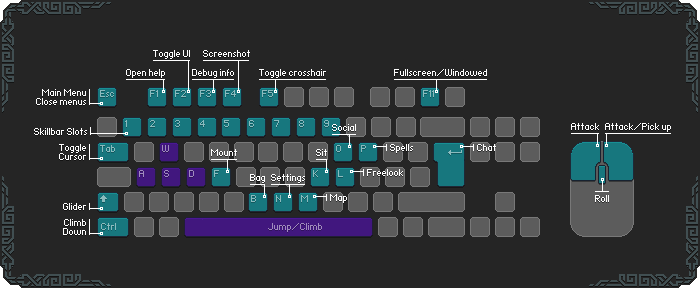 Toggle UI
Screenshot
Open help
Debug info
Toggle crosshair
Fullscreen/Windowed
Main Menu
Close menus
Esc
F1
F2
F3
F4
F5
F11
Skillbar Slots
1
2
3
4
5
6
7
8
9
Social
Attack
Attack/Pick up
Toggle
Cursor
Tab
W
O
P
Spells
Chat
Mount
Sit
A
S
D
F
K
L
Freelook
Bag
Settings
Glider
B
N
M
Map
Roll
Climb
Down
Ctrl
Jump/Climb